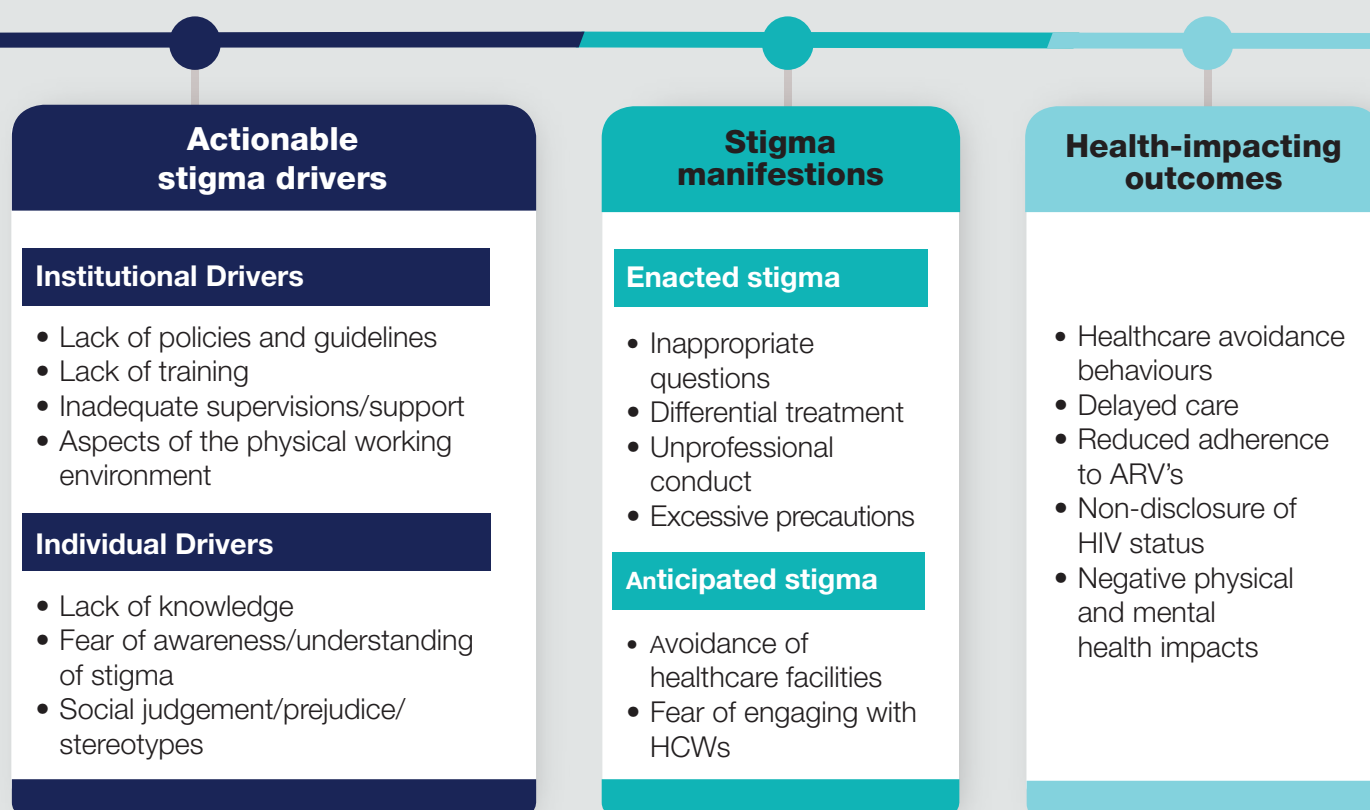 Actionable
stigma drivers
Institutional Drivers
• Lack of policies and guidelines
• Lack of training
• Inadequate supervisions/support
• Aspects of the physical working
environment
Individual Drivers
• Lack of knowledge
• Fear of awareness/understanding
of stigma
• Social judgement/prejudice/
stereotypes
Stigma
manifestions
Enacted stigma
• Inappropriate
questions
• Differential treatment
• Unprofessional
conduct
• Excessive precautions
Anticipated stigma
• Avoidance of
healthcare facilities
• Fear of engaging with
HCWs
Health-impacting
outcomes
• Healthcare avoidance
behaviours
• Delayed care
• Reduced adherence
to ARV’s
• Non-disclosure of
HIV status
• Negative physical
and mental
health impacts